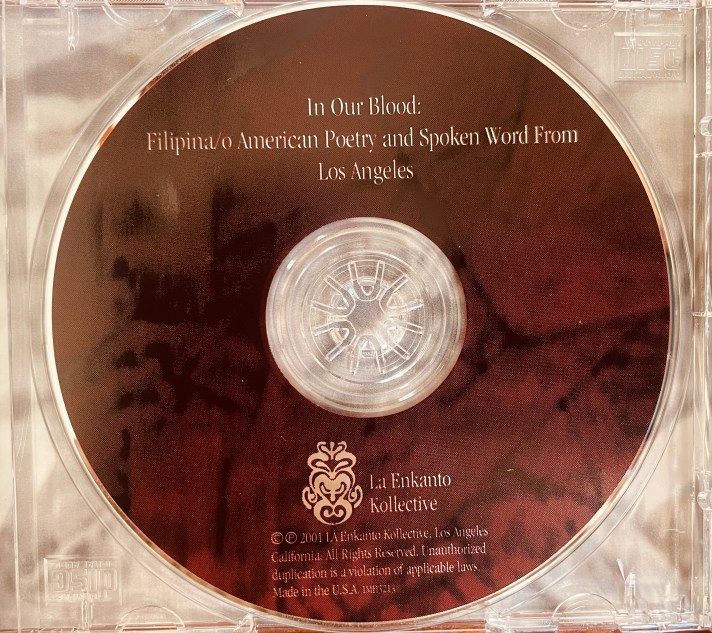 In Our Blood:
Filipina/o American Poetry and Spoken Word From
Los Angeles
La Enkanto
Kollective
©℗ 2001 LA Enkanto Kollective, Los Angeles
California. All Rights Reserved. Unauthorized
duplication is a violation of applicable laws.
Made in the U.S.A